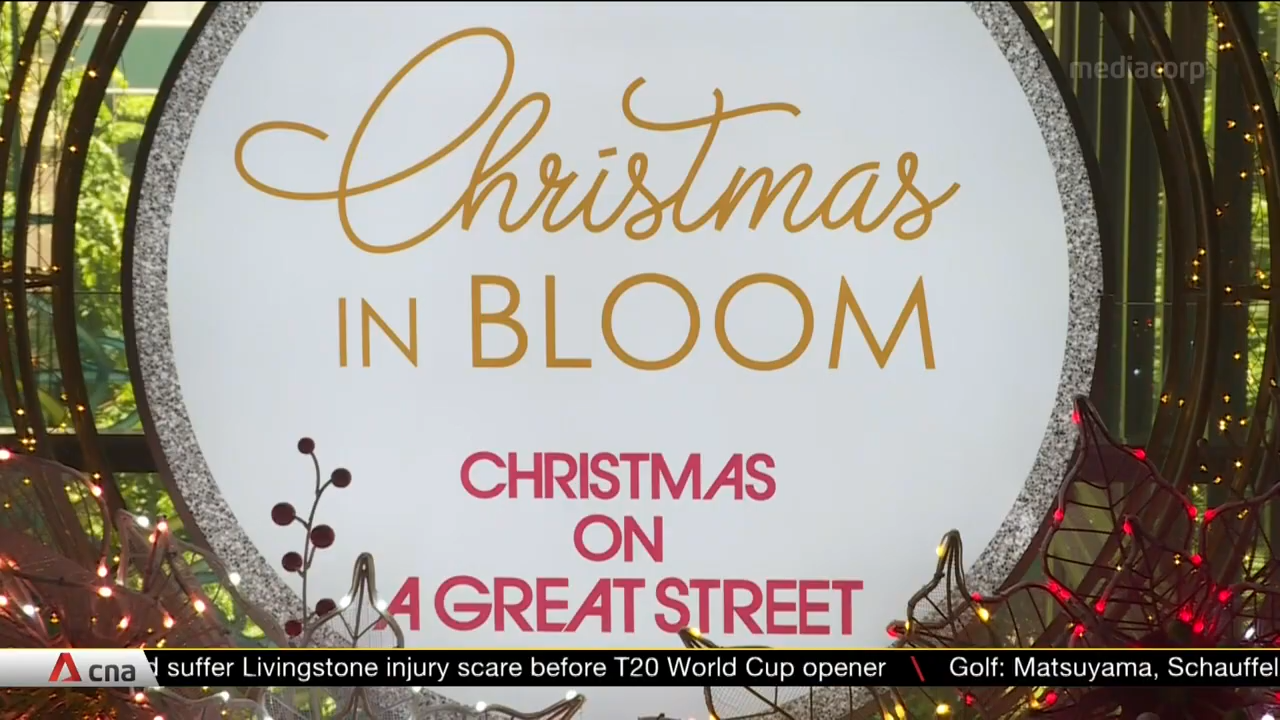 mediacorp
Christmas
IN BLOOM
CHRISTMAS
ON
A GREAT STREET
cna
suffer Livingstone injury scare before T20 World Cup opener \ Golf: Matsuyama,